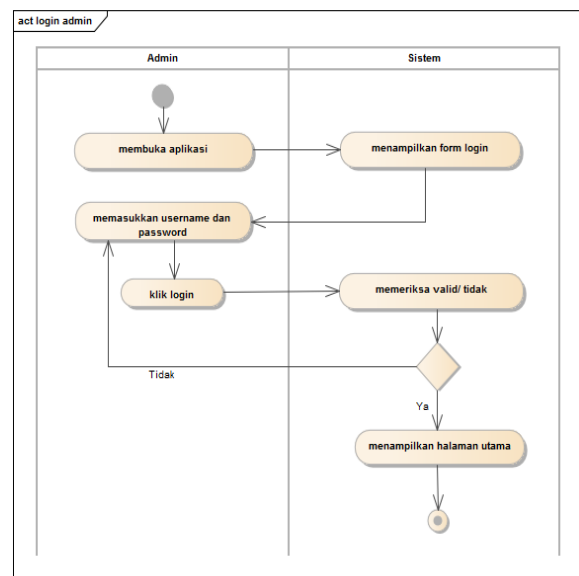 act login admin
Admin
Sistem
membuka aplikasi
menampilkan form login
memasukkan username dan
password
klik login
memeriksa valid/ tidak
Tidak
Ya
menampilkan halaman utama